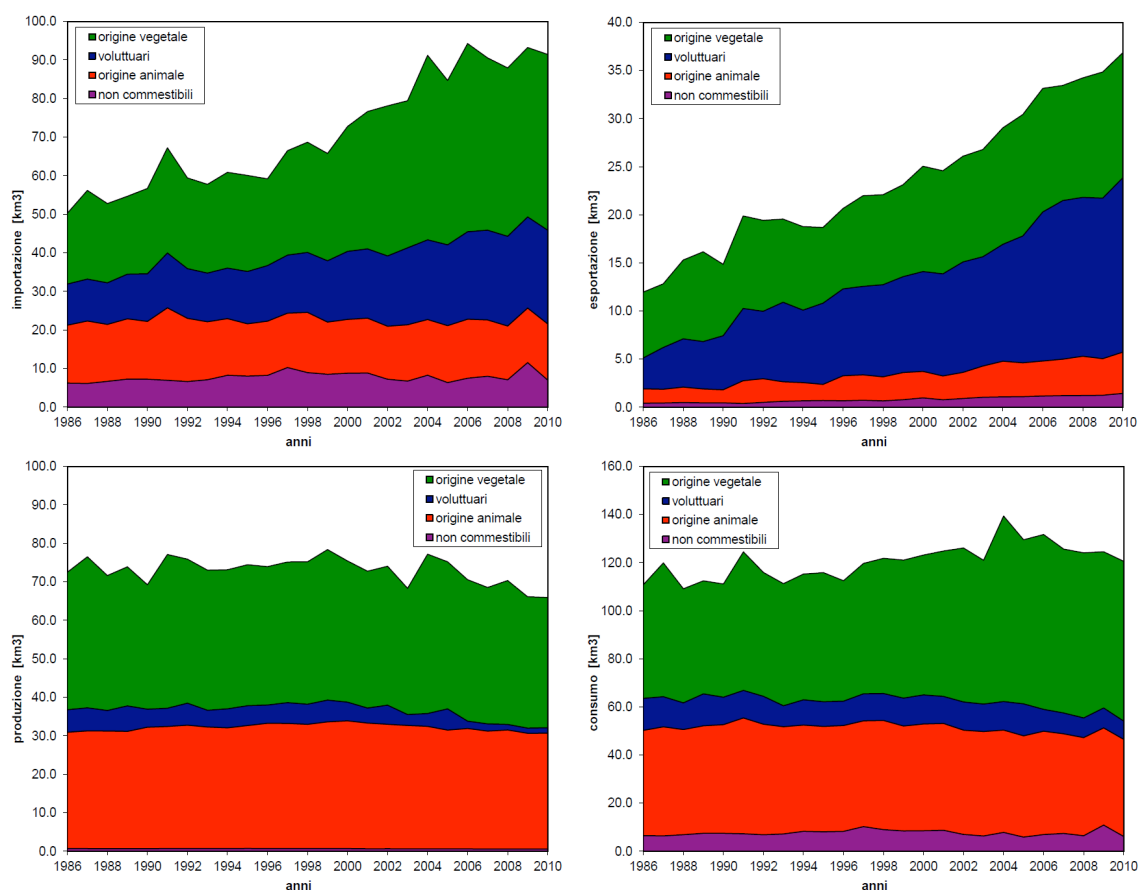 100.0
90.0
80.0
70.0
60.0
50.0
40.0
30.0
20.0
10.0
0.0
importazione [km3]
origine vegetale
voluttuari
origine animale
non commestibili
1986 1988 1990 1992 1994 1996 1998 2000 2002 2004 2006 2008 2010
anni
40.0
35.0
30.0
25.0
20.0
15.0
10.0
5.0
0.0
esportazione [km3]
origine vegetale
voluttuari
origine animale
non commestibili
1986 1988 1990 1992 1994 1996 1998 2000 2002 2004 2006 2008 2010
anni
100.0
90.0
80.0
70.0
60.0
50.0
40.0
30.0
20.0
10.0
0.0
produzione [km3]
origine vegetale
voluttuari
origine animale
non commestibili
1986 1988 1990 1992 1994 1996 1998 2000 2002 2004 2006 2008 2010
anni
160.0
140.0
120.0
100.0
80.0
60.0
40.0
20.0
0.0
consumo [km3]
origine vegetale
voluttuari
origine animale
non commestibili
1986 1988 1990 1992 1994 1996 1998 2000 2002 2004 2006 2008 2010
anni